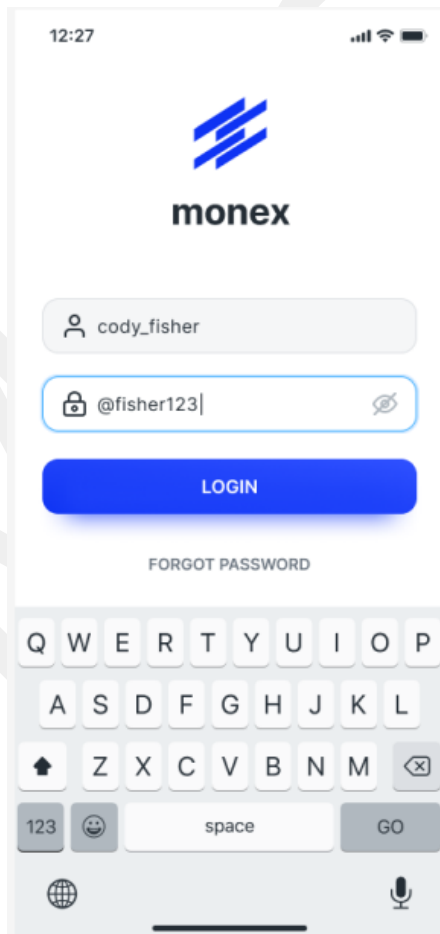 12:27
monex
cody_fisher
@fisher123
LOGIN
FORGOT PASSWORD
Q W E R T Y U I O P
A S D F G H J K L
Z X C V B N M
123 space GO